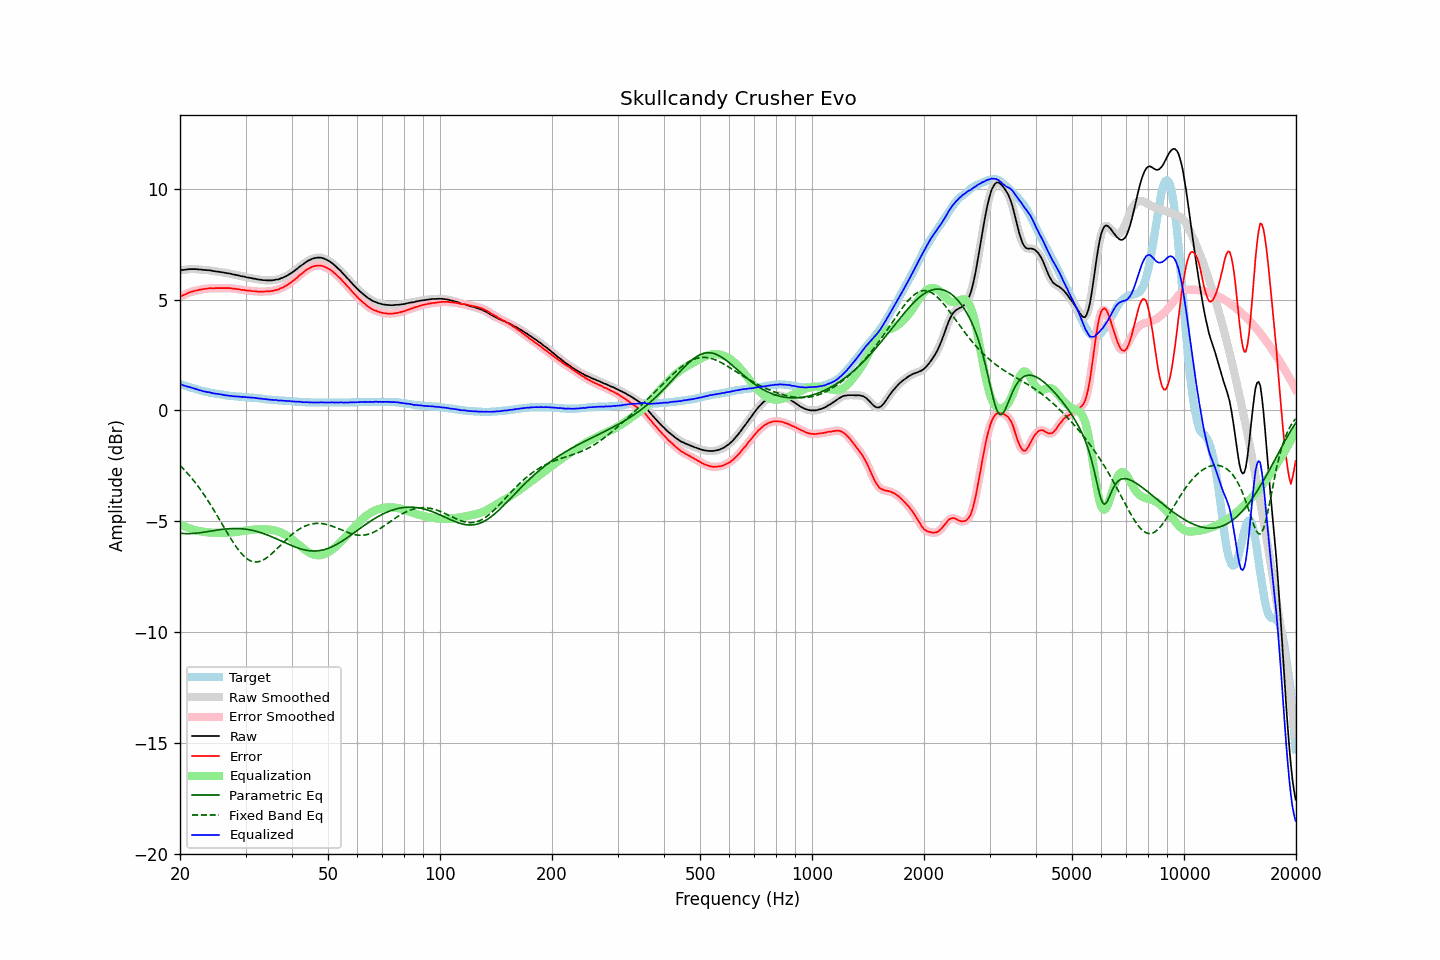 Skullcandy Crusher Evo
Amplitude (dBr)
10
5
0
−5
−10
−15
−20
Target
Raw Smoothed
Error Smoothed
Raw
Error
Equalization
Parametric Eq
Fixed Band Eq
Equalized
20 50 100 200 500 1000 2000 5000 10000 20000
Frequency (Hz)